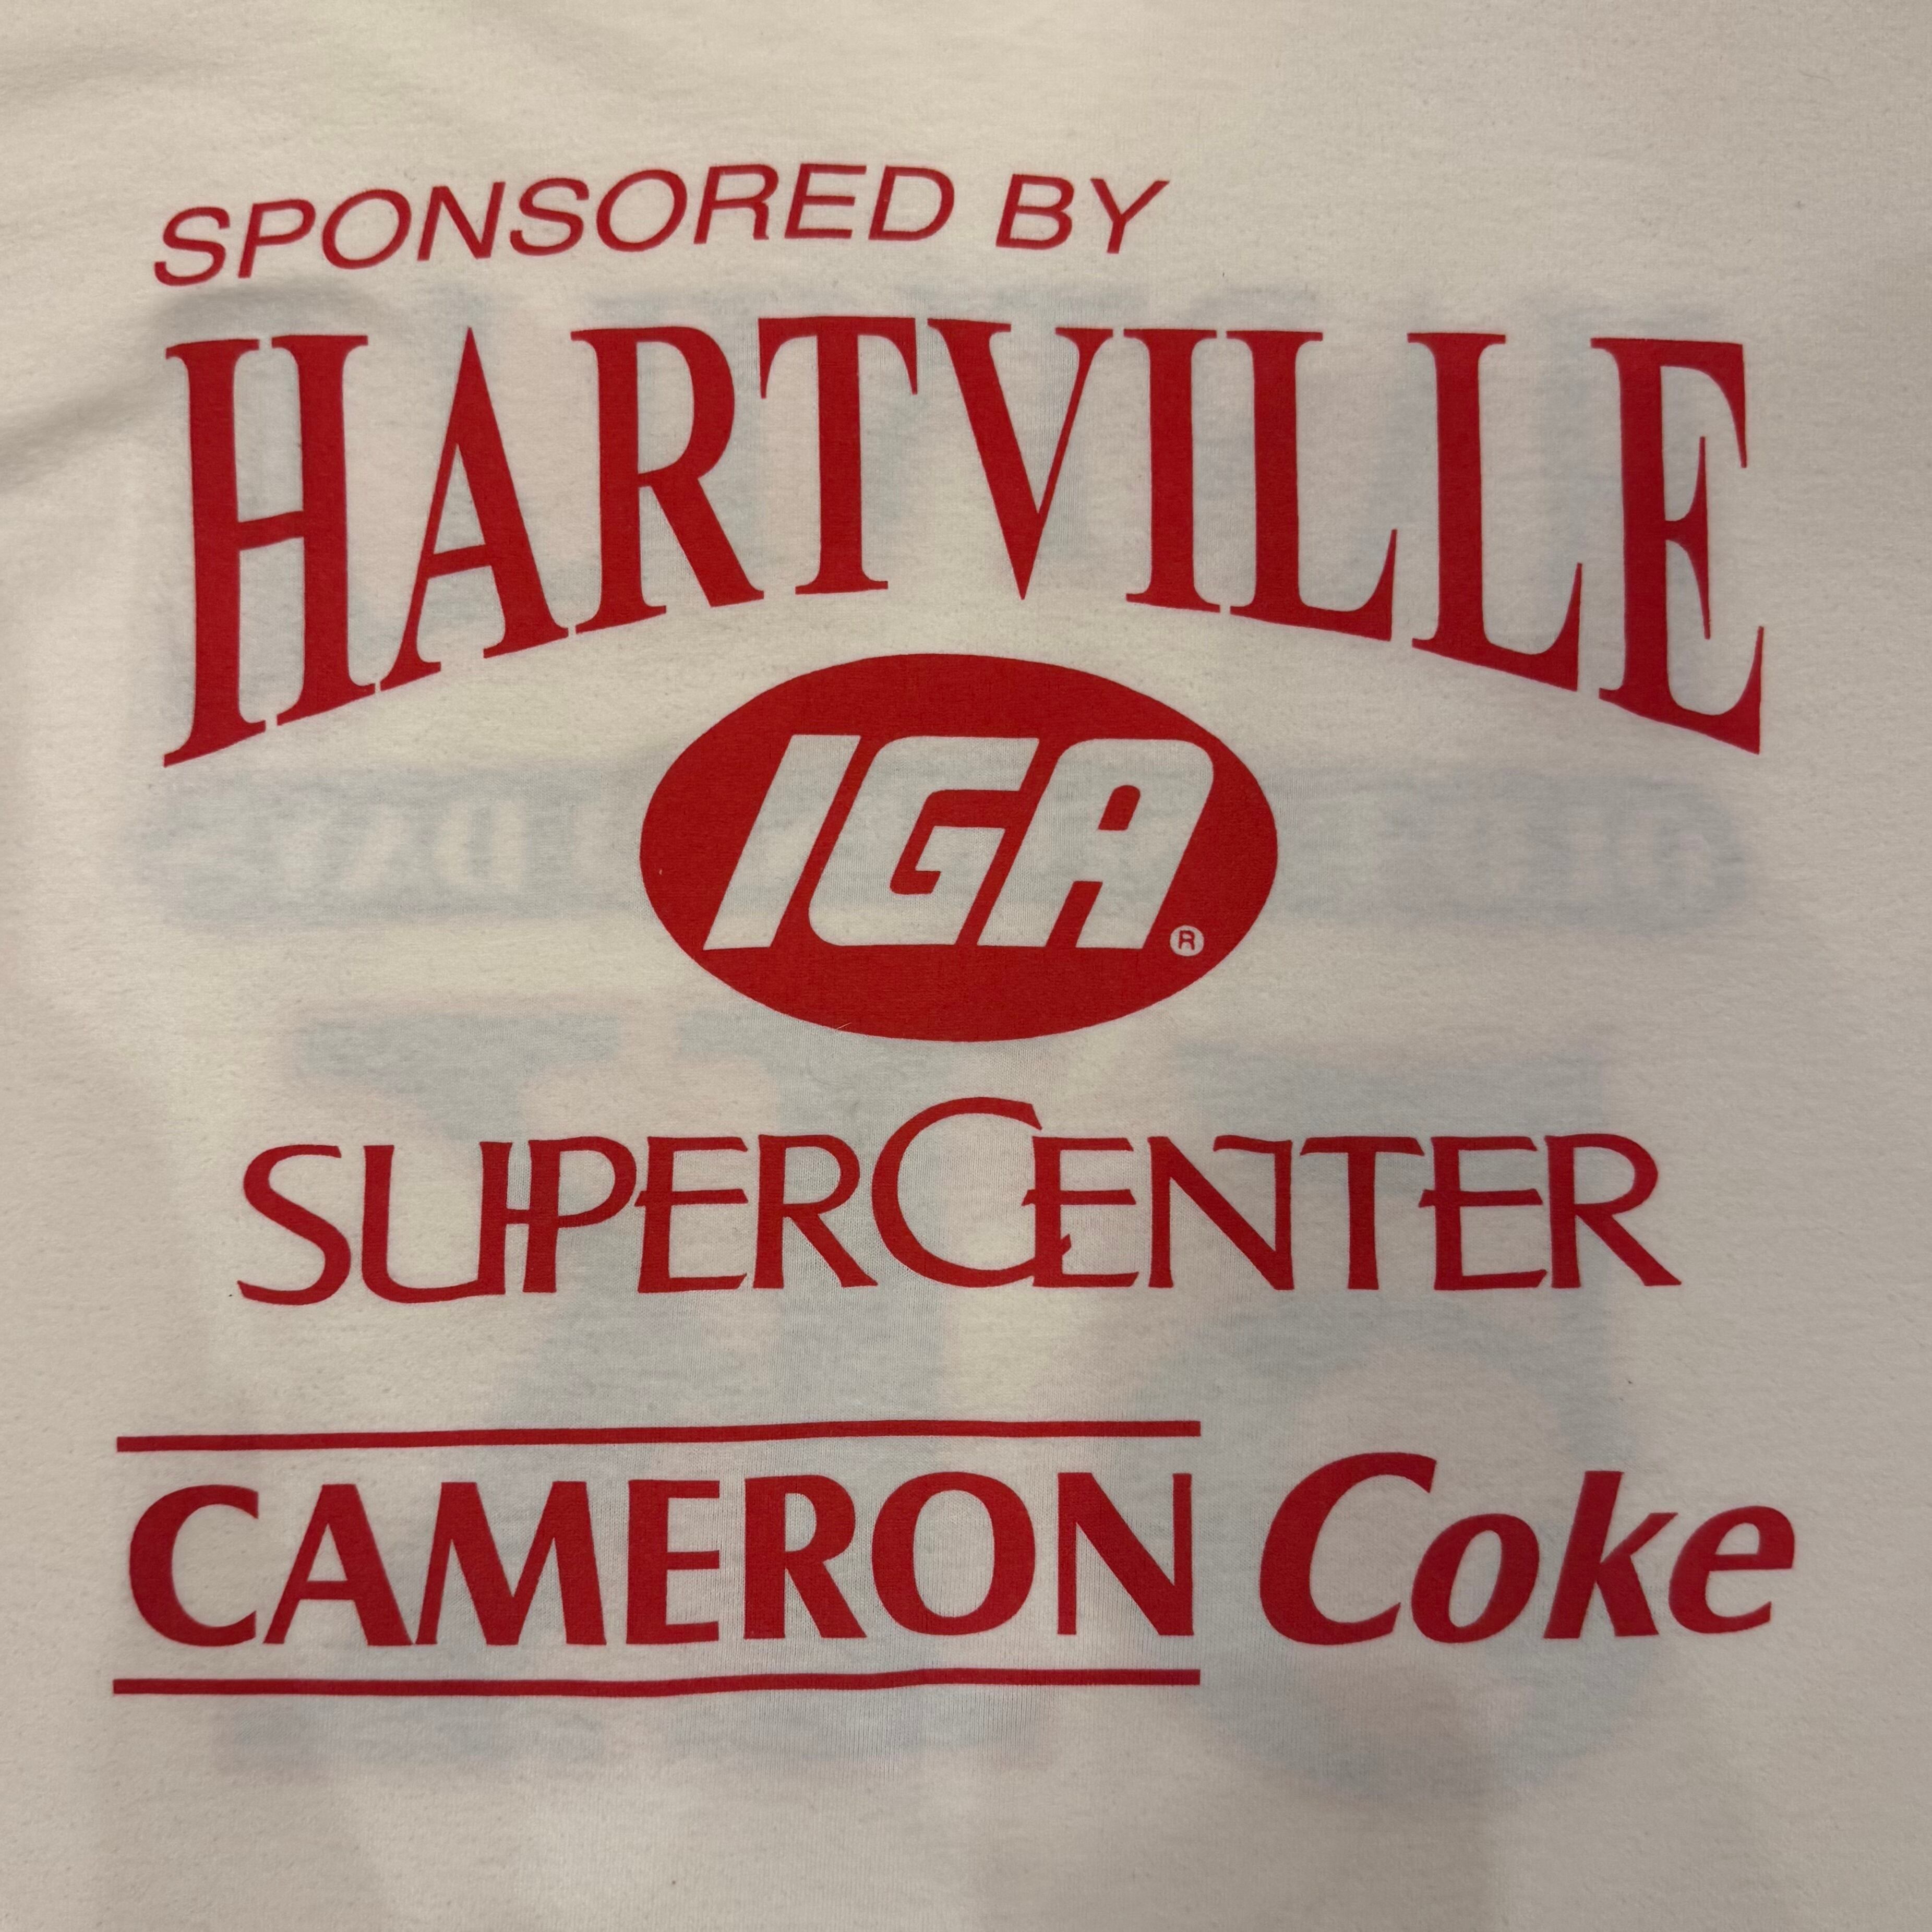 SPONSORED BY
HARTVILLE
IGA®
SUPERCENTER
CAMERON Coke